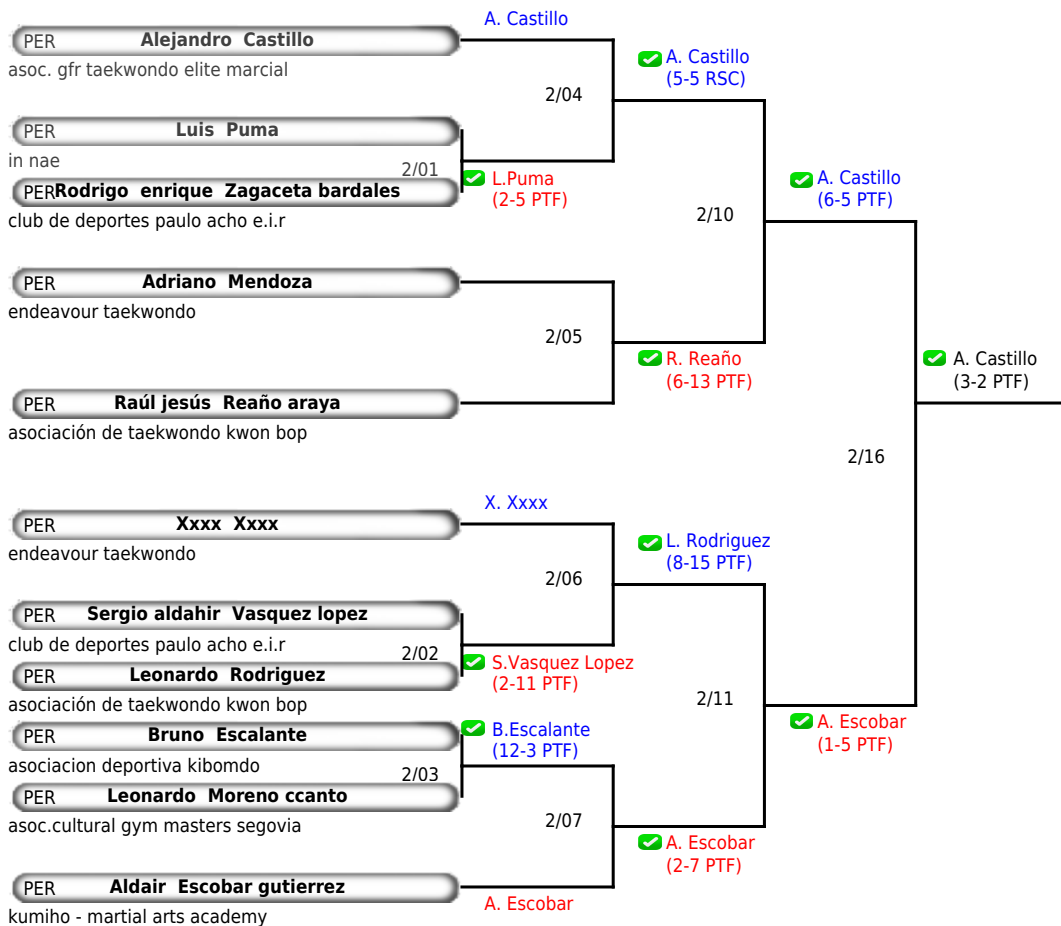 A. Castillo
PER Alejandro Castillo
asoc. gfr taekwondo elite marcial
A. Castillo
(5-5 RSC)
2/04
PER Luis Puma
in nae
2/01
L.Puma
(2-5 PTF)
PER Rodrigo enrique Zagaceta bardales
club de deportes paulo acho e.i.r
A. Castillo
(6-5 PTF)
2/10
PER Adriano Mendoza
endeavour taekwondo
2/05
R. Reaño
(6-13 PTF)
A. Castillo
(3-2 PTF)
PER Raúl jesús Reaño araya
asociación de taekwondo kwon bop
2/16
X. Xxxx
PER Xxxx Xxxx
endeavour taekwondo
L. Rodriguez
(8-15 PTF)
2/06
PER Sergio aldahir Vasquez lopez
club de deportes paulo acho e.i.r
2/02
S.Vasquez Lopez
(2-11 PTF)
PER Leonardo Rodriguez
asociación de taekwondo kwon bop
2/11
A. Escobar
(1-5 PTF)
PER Bruno Escalante
B.Escalante
(12-3 PTF)
asociacion deportiva kibomdo
2/03
PER Leonardo Moreno ccanto
asoc.cultural gym masters segovia
2/07
A. Escobar
(2-7 PTF)
PER Aldair Escobar gutierrez
A. Escobar
kumiho - martial arts academy